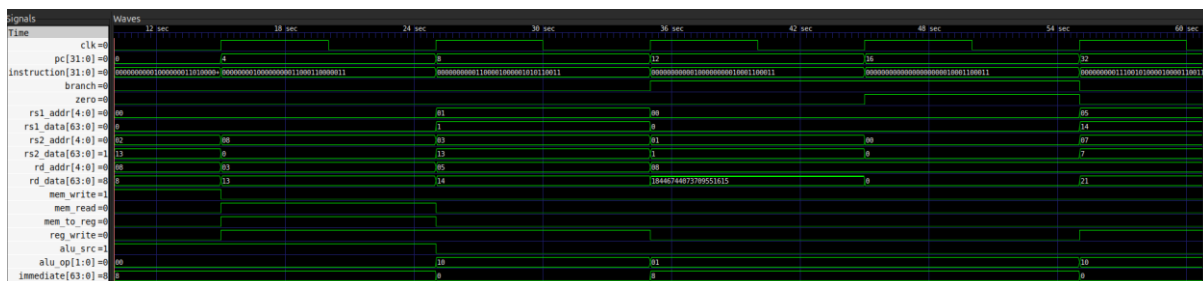 Signals Waves
Time 12 sec 18 sec 24 sec 30 sec 36 sec 42 sec 48 sec 54 sec 60 sec
clk=0
pc[31:0]=0 0 4 8 12 16 32
instruction[31:0]=0 00000000001000000011010000+ 00000000100000000011000110000011 00000000001100001000001010110011 00000000000100000000010001100011 00000000000000000000010001100011
branch=0
zero=0
rs1_addr[4:0]=0 00 01 00 05
rs1_data[63:0]=0 0 1 0 14
rs2_addr[4:0]=0 02 08 03 01 00 07
rs2_data[63:0]=1 13 0 13 1 0 7
rd_addr[4:0]=0 08 03 05 08
rd_data[63:0]=8 8 13 14 18446744073709551615 0 21
mem_write=1
mem_read=0
mem_to_reg=0
reg_write=0
alu_src=1
alu_op[1:0]=0 00 10 01 10
immediate[63:0]=8 8 0 8 0